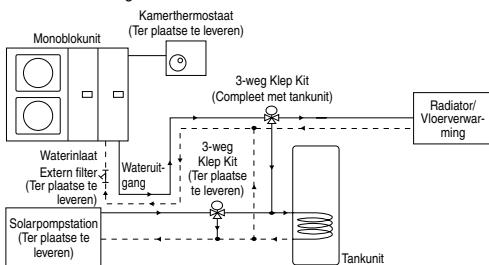 Kamerthermostaat
(Ter plaatse te leveren)
Monoblokunit
3-weg Klep Kit
(Compleet met tankunit)
Radiator/
Vloerverwar-
ming
Waterinlaat
Extern filter
(Ter plaatse te
leveren)
Wateruit-
gang
3-weg
Klep Kit
(Ter plaatse
te leveren)
Solarpompstation
(Ter plaatse te
leveren)
Tankunit